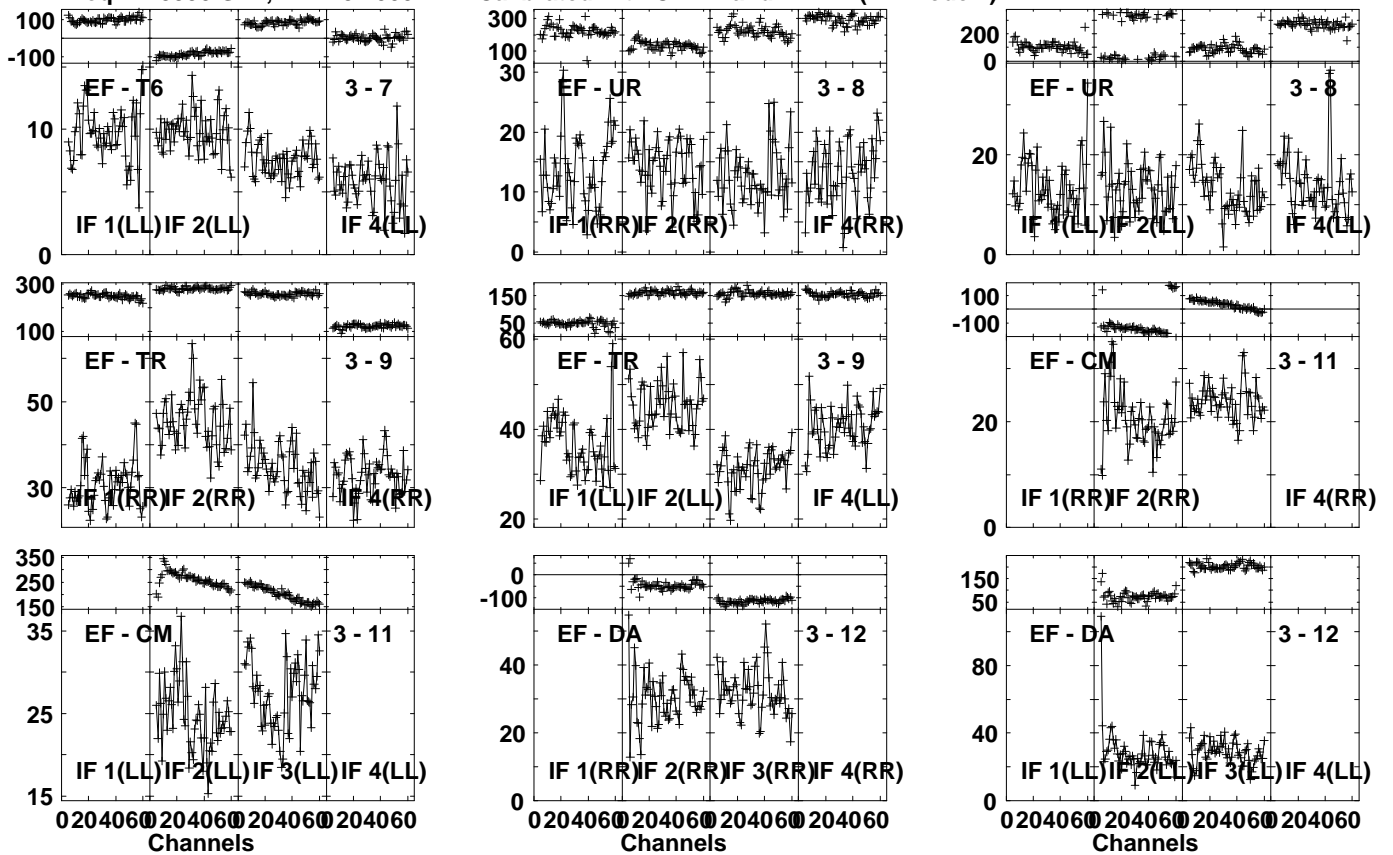 100
-100
EF - T6
3 - 7
10
IF 1(LL) IF 2(LL) IF 4(LL)
0
300
100
30
EF - UR
3 - 8
20
10
IF 1(RR) IF 2(RR) IF 4(RR)
0
200
0
EF - UR
3 - 8
20
IF 1(LL) IF 2(LL) IF 4(LL)
0
300
100
EF - TR
3 - 9
50
30
IF 1(RR) IF 2(RR) IF 4(RR)
150
50
60
EF - TR
3 - 9
40
IF 1(LL) IF 2(LL) IF 4(LL)
20
100
-100
EF - CM
3 - 11
20
IF 1(RR) IF 2(RR) IF 4(RR)
0
350
250
150
35
EF - CM
3 - 11
25
IF 1(LL) IF 2(LL) IF 3(LL) IF 4(LL)
15
0 20 40 60 0 20 40 60 0 20 40 60 0 20 40 60
Channels
0
-100
EF - DA
3 - 12
40
20
IF 1(RR) IF 2(RR) IF 3(RR) IF 4(RR)
0
0 20 40 60 0 20 40 60 0 20 40 60 0 20 40 60
Channels
150
50
EF - DA
3 - 12
80
40
IF 1(LL) IF 2(LL) IF 3(LL) IF 4(LL)
0
0 20 40 60 0 20 40 60 0 20 40 60 0 20 40 60
Channels